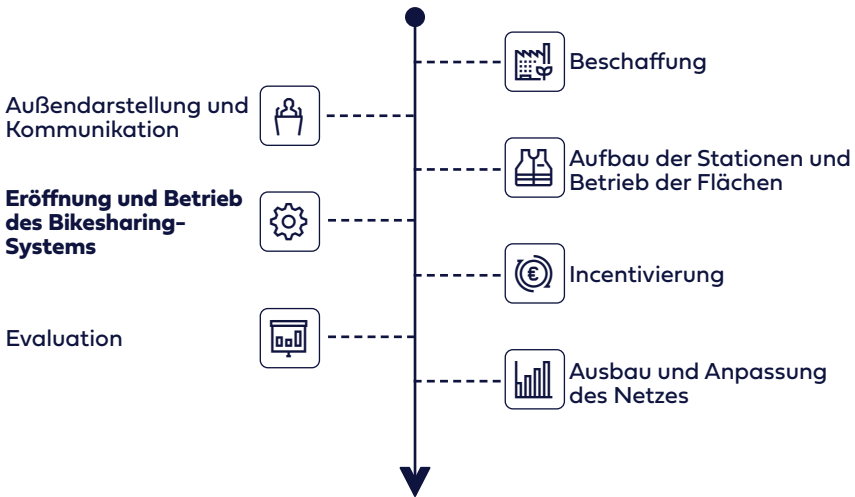 Beschaffung
Außendarstellung und
Kommunikation
Aufbau der Stationen und
Betrieb der Flächen
Eröffnung und Betrieb
des Bikesharing-
Systems
€
Incentivierung
Evaluation
Ausbau und Anpassung
des Netzes